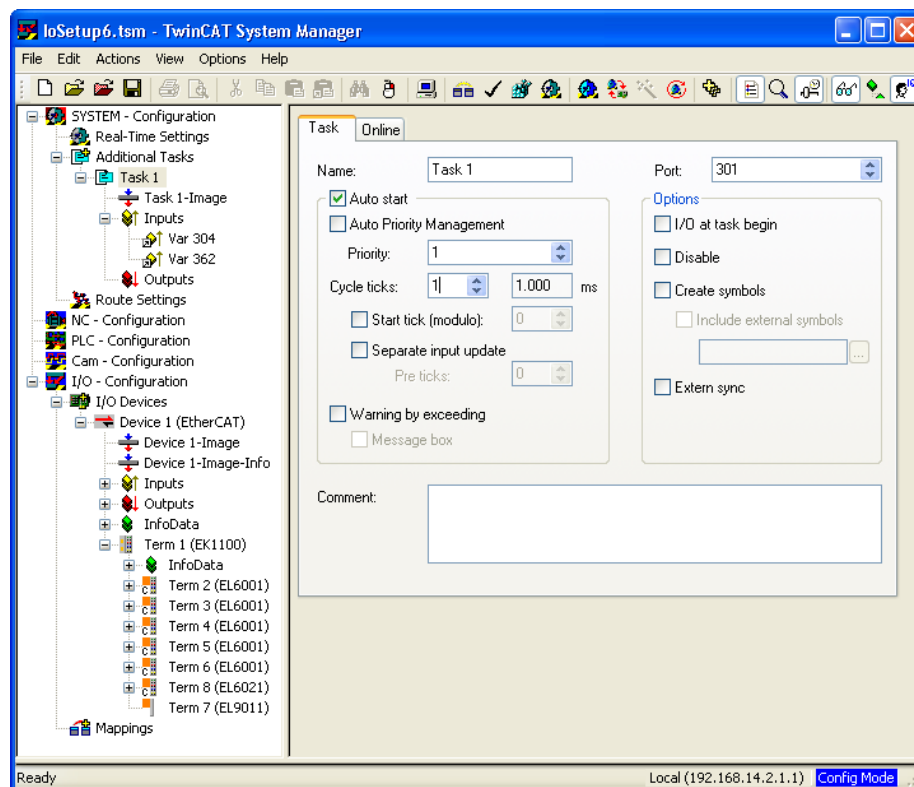 IoSetup6.tsm - TwinCAT System Manager
File Edit Actions View Options Help
SYSTEM - Configuration
Real-Time Settings
Additional Tasks
Task 1
Task 1-Image
Inputs
Var 304
Var 362
Outputs
Route Settings
NC - Configuration
PLC - Configuration
Cam - Configuration
I/O - Configuration
I/O Devices
Device 1 (EtherCAT)
Device 1-Image
Device 1-Image-Info
Inputs
Outputs
InfoData
Term 1 (EK1100)
InfoData
Term 2 (EL6001)
Term 3 (EL6001)
Term 4 (EL6001)
Term 5 (EL6001)
Term 6 (EL6001)
Term 8 (EL6021)
Term 7 (EL9011)
Mappings
Task Online
Name: Task 1 Port: 301
Auto start
Auto Priority Management
Priority: 1
Cycle ticks: 1 1.000 ms
Start tick (modulo): 0
Separate input update
Pre ticks: 0
Warning by exceeding
Message box
Options
I/O at task begin
Disable
Create symbols
Include external symbols
...
Extern sync
Comment:
Ready Local (192.168.14.2.1.1) Config Mode